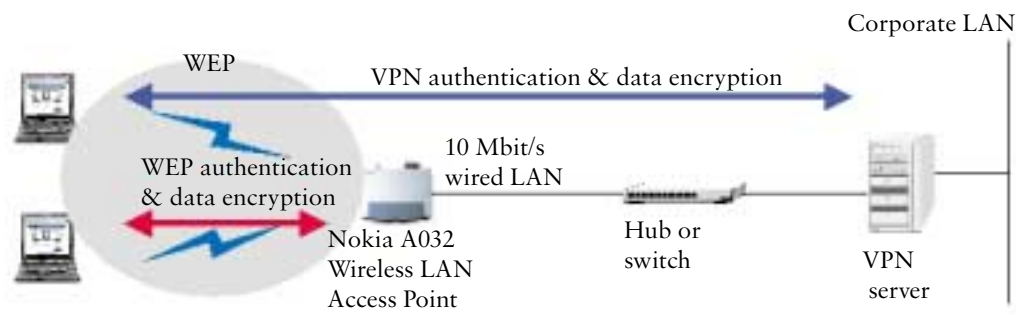 Corporate LAN
WEP
VPN authentication & data encryption
10 Mbit/s
wired LAN
WEP authentication
& data encryption
Nokia A032
Wireless LAN
Access Point
Hub or
switch
VPN
server